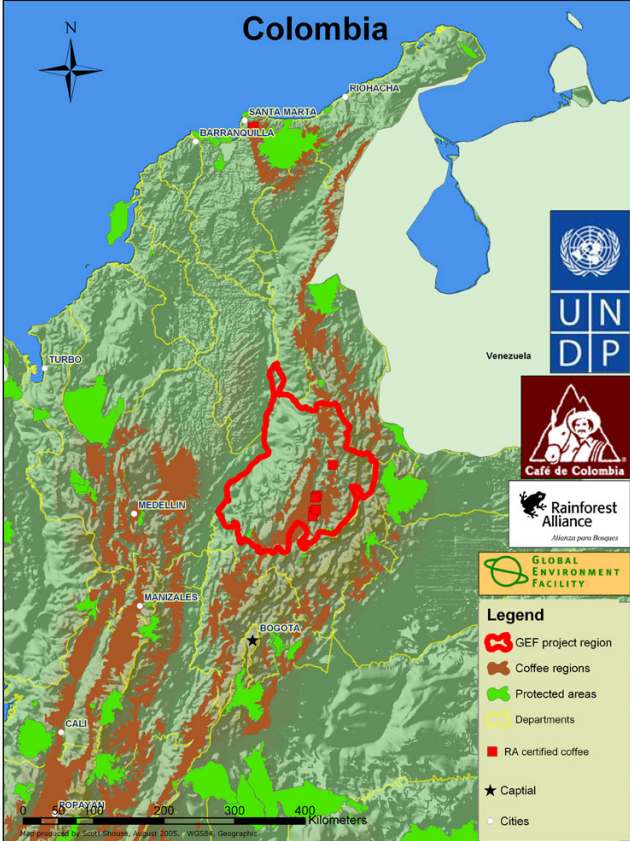 Colombia
N
RIOHACHA
SANTA MARTA
BARRANQUILLA
TURBO
Venezuela
U N
D P
Café de Colombia
®
Rainforest
Alliance
Alianza para Bosques
GLOBAL
ENVIRONMENT
FACILITY
MEDELLIN
MANIZALES
BOGOTA
CALI
POPAYAN
Legend
GEF project region
Coffee regions
Protected areas
Departments
RA certified coffee
Captial
Cities
0 50 100 200 300 400
Kilometers
Map produced by Scott Shouse, August 2005. WGS84, Geographic